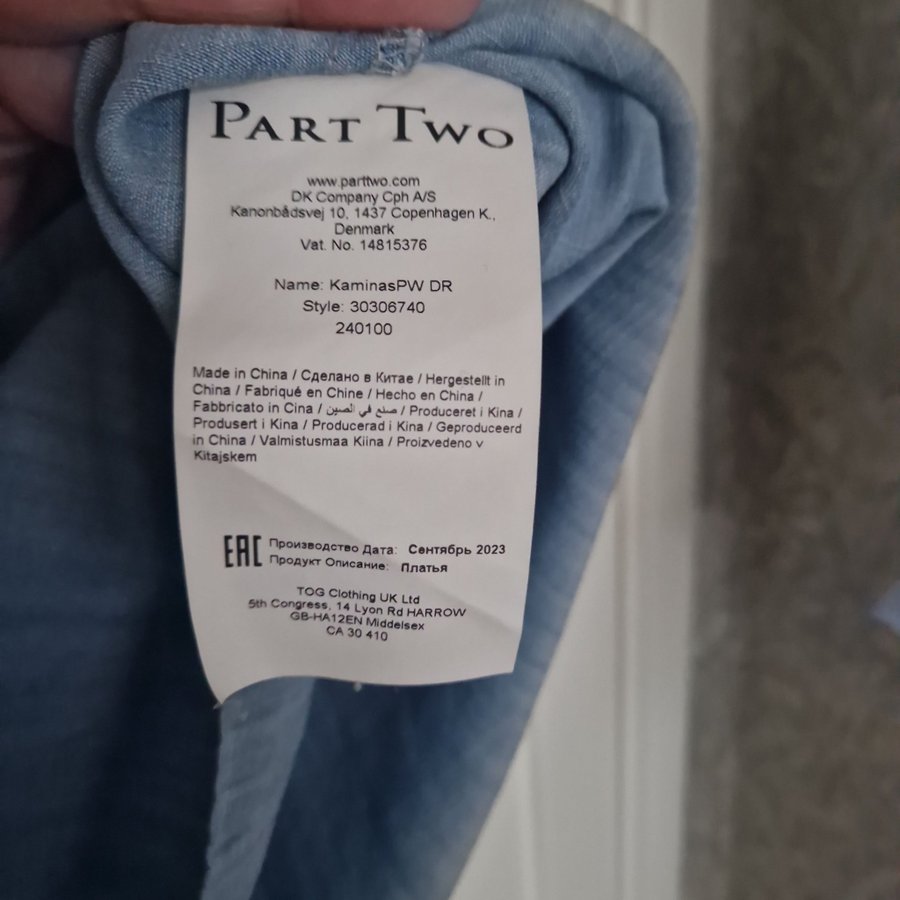 PART TWO
www.parttwo.com
DK Company Cph A/S
Kanonbådsvej 10, 1437 Copenhagen K.,
Denmark
Vat. No. 14815376
Name: KaminasPW DR
Style: 30306740
240100
Made in China / Сделано в Китае / Hergestellt in
China / Fabriqué en Chine / Hecho en China /
Fabbricato in Cina / صنع في الصين / Produceret i Kina /
Produsert i Kina / Producerad i Kina / Geproduceerd
in China / Valmistusmaa Kiina / Proizvedeno v
Kitajskem
EAC Производство Дата: Сентябрь 2023
Продукт Описание: Платья
TOG Clothing UK Ltd
5th Congress, 14 Lyon Rd HARROW
GB-HA12EN Middelsex
CA 30 410